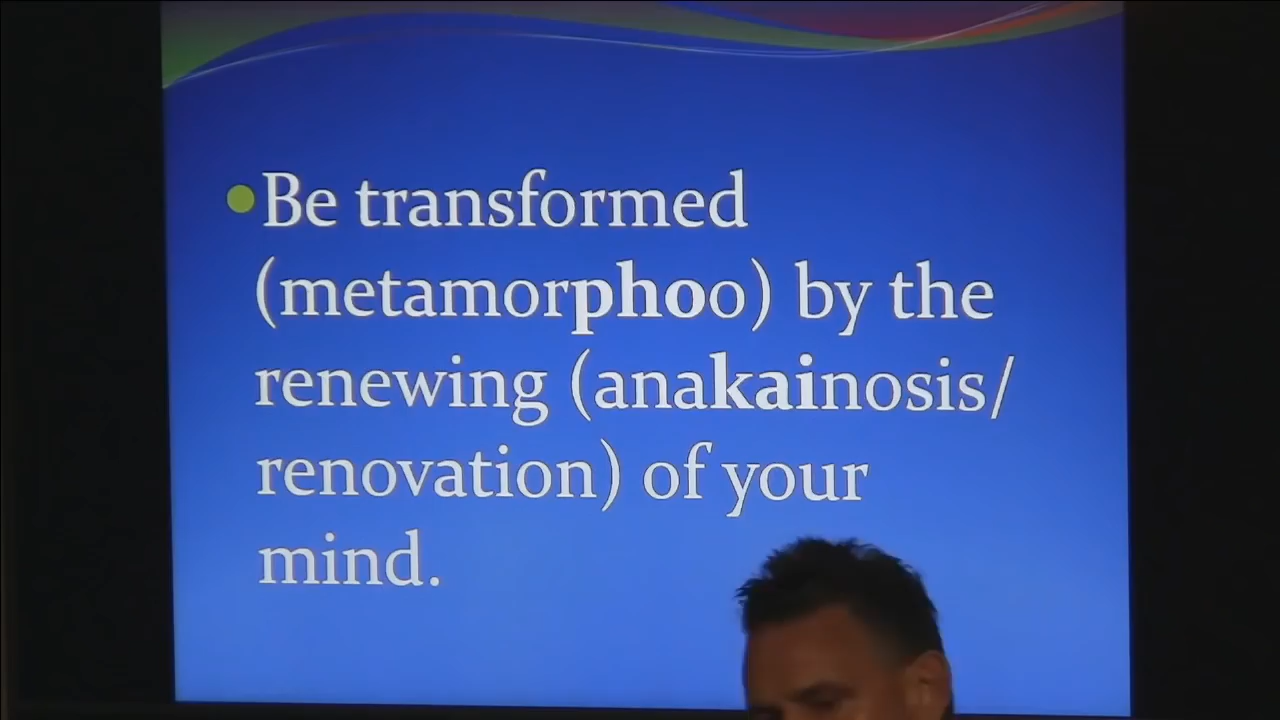 Be transformed
(metamorphoo) by the
renewing (anakainosis/
renovation) of your
mind.